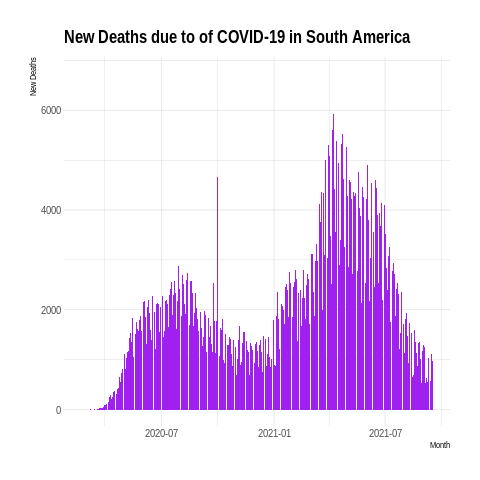 New Deaths due to of COVID-19 in South America
New Deaths
6000
4000
2000
0
2020-07
2021-01
2021-07
Month